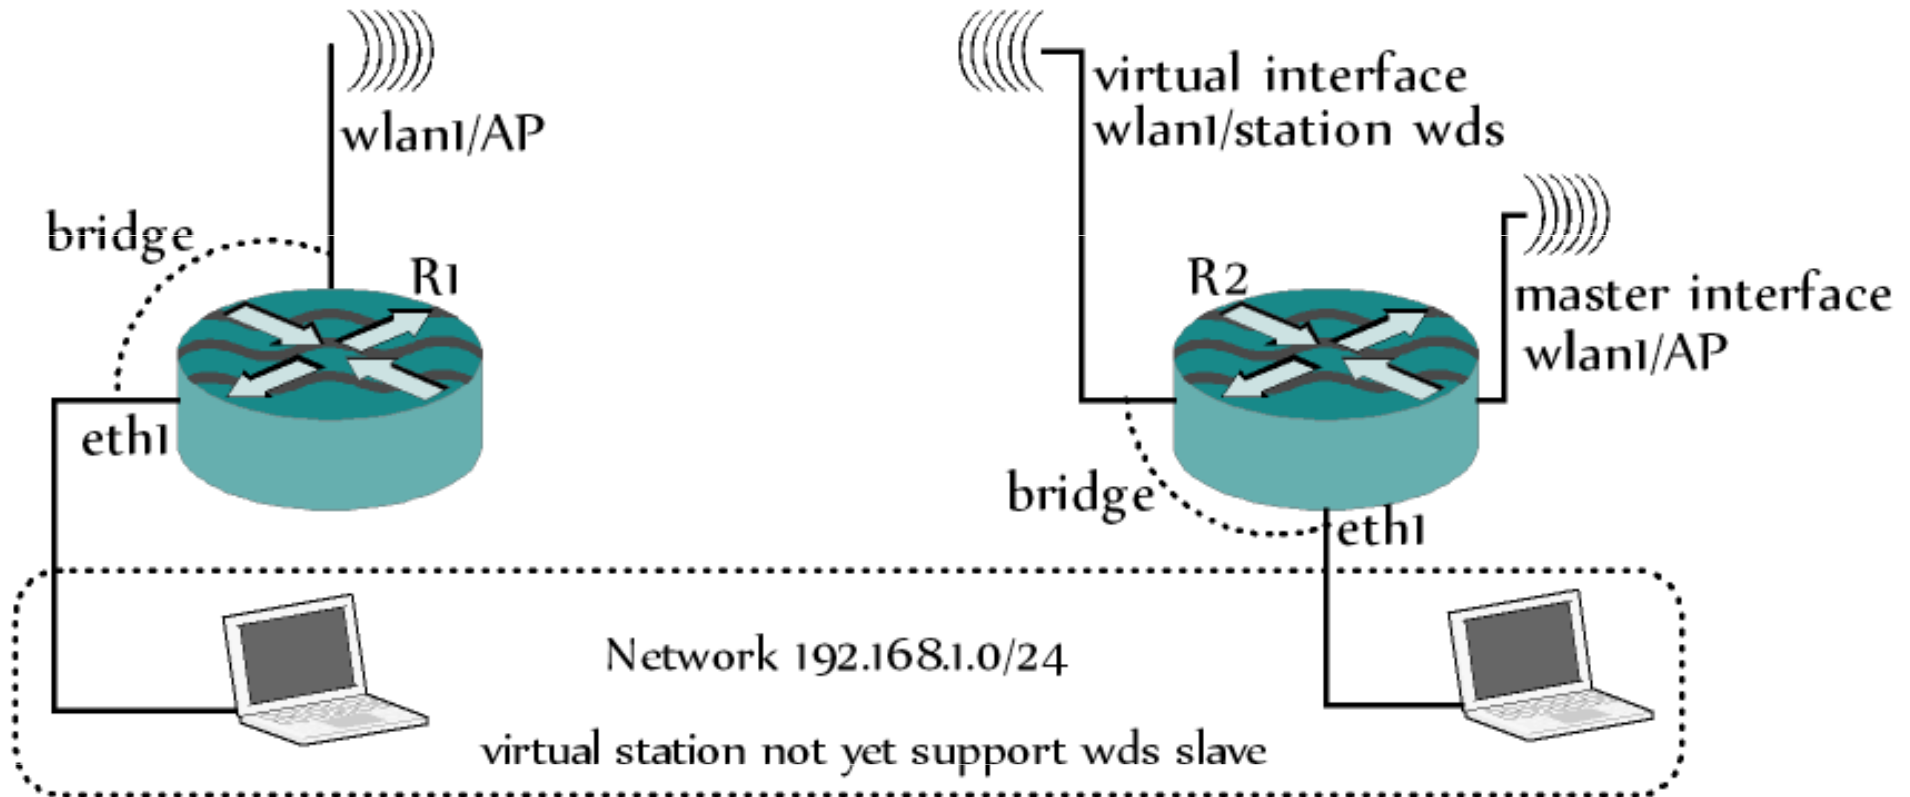 wlan1/AP
bridge
R1
eth1
virtual interface
wlan1/station wds
R2
master interface
wlan1/AP
bridge
eth1
Network 192.168.1.0/24
virtual station not yet support wds slave